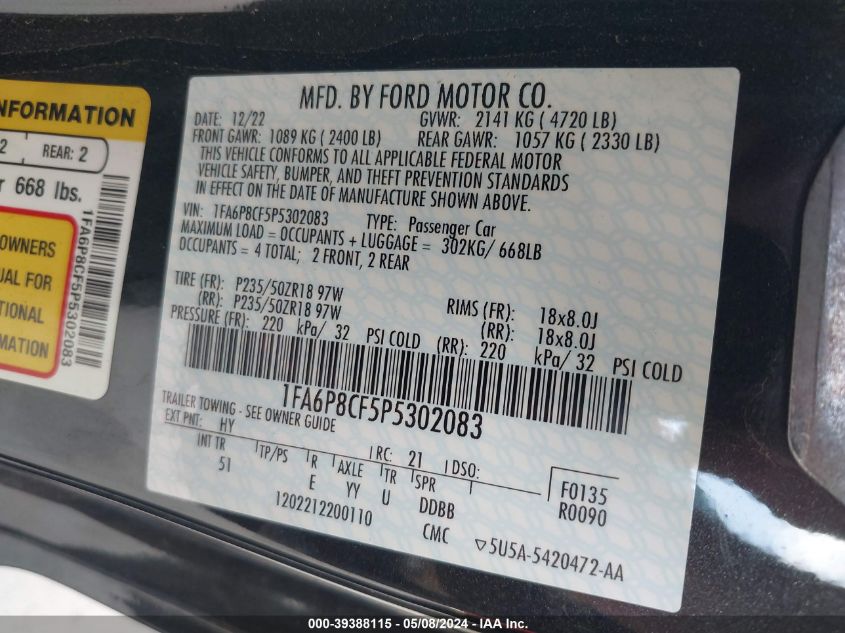 INFORMATION
2
REAR: 2
r 668 lbs.
OWNERS
UAL FOR
TIONAL
MATION
1FA6P8CF5P5302083
MFD. BY FORD MOTOR CO.
DATE: 12/22 GVWR: 2141 KG ( 4720 LB)
FRONT GAWR: 1089 KG ( 2400 LB) REAR GAWR: 1057 KG ( 2330 LB)
THIS VEHICLE CONFORMS TO ALL APPLICABLE FEDERAL MOTOR
VEHICLE SAFETY, BUMPER, AND THEFT PREVENTION STANDARDS
IN EFFECT ON THE DATE OF MANUFACTURE SHOWN ABOVE.
VIN: 1FA6P8CF5P5302083 TYPE: Passenger Car
MAXIMUM LOAD = OCCUPANTS + LUGGAGE = 302KG/ 668LB
OCCUPANTS = 4 TOTAL; 2 FRONT, 2 REAR
TIRE (FR): P235/50ZR18 97W RIMS (FR): 18x8.0J
(RR): P235/50ZR18 97W (RR): 18x8.0J
PRESSURE (FR): 220 kPa/ 32 PSI COLD (RR): 220 kPa/ 32 PSI COLD
1FA6P8CF5P5302083
TRAILER TOWING - SEE OWNER GUIDE
EXT PNT: HY RC: 21 DSO:
INT TR TP/PS R AXLE TR SPR F0135
51 E YY U DDBB R0090
1202212200110 CMC
▽5U5A-5420472-AA
000-39388115 - 05/08/2024 - IAA, Inc.